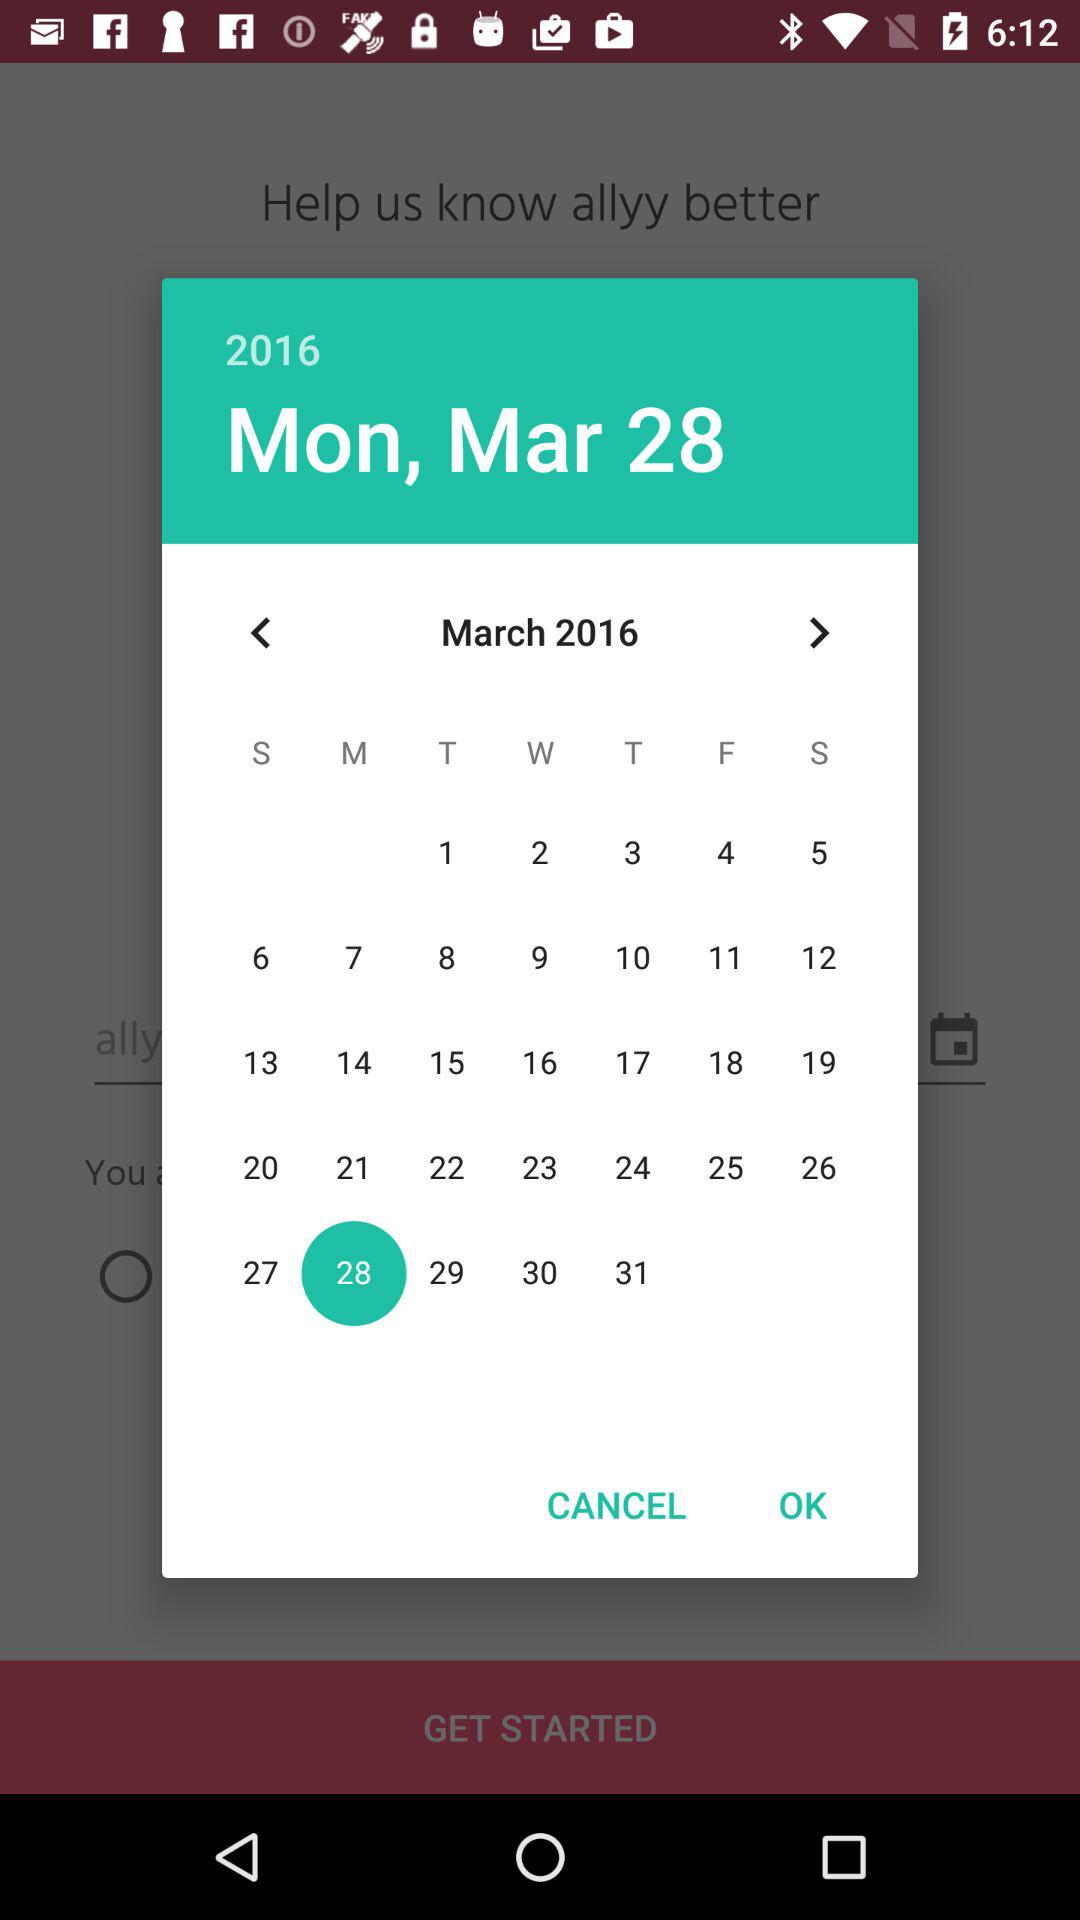 FAKE
6:12
Help us know allyy better
2016
Mon, Mar 28
March 2016
S M T W T F S
1 2 3 4 5
6 7 8 9 10 11 12
ally
13 14 15 16 17 18 19
You
20 21 22 23 24 25 26
27 28 29 30 31
CANCEL OK
GET STARTED